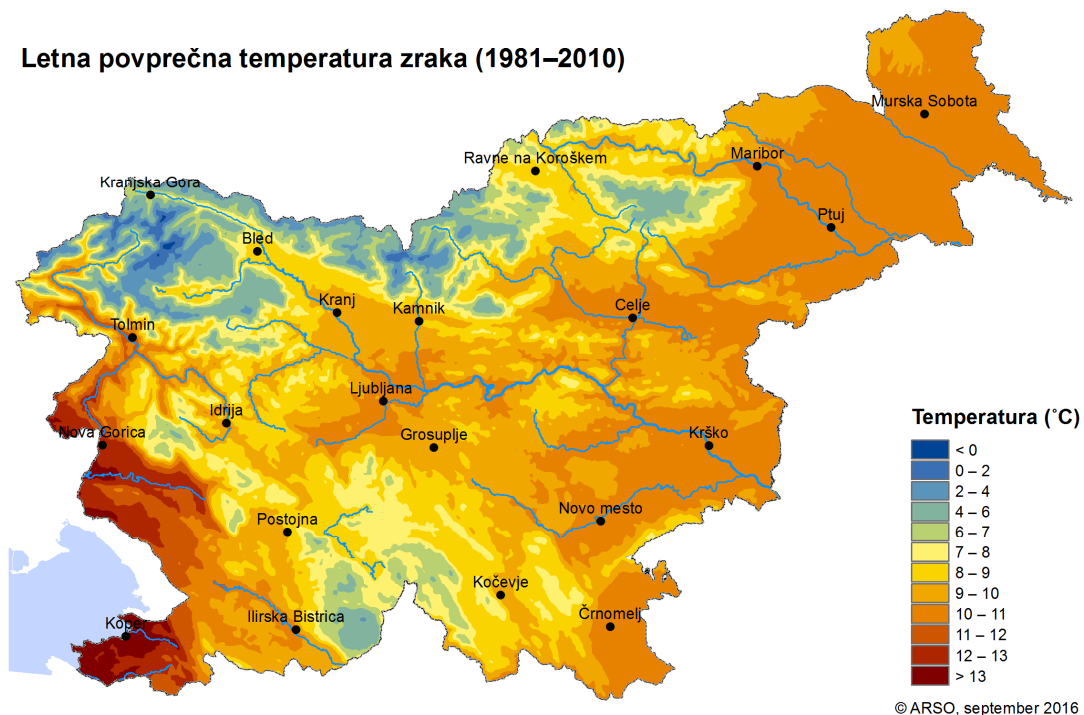 Letna povprečna temperatura zraka (1981–2010)
Murska Sobota
Ravne na Koroškem
Maribor
Kranjska Gora
Ptuj
Bled
Kranj
Kamnik
Celje
Tolmin
Ljubljana
Idrija
Nova Gorica
Grosuplje
Krško
Novo mesto
Postojna
Kočevje
Koper
Ilirska Bistrica
Črnomelj
Temperatura (˚C)
< 0
0 – 2
2 – 4
4 – 6
6 – 7
7 – 8
8 – 9
9 – 10
10 – 11
11 – 12
12 – 13
> 13
© ARSO, september 2016